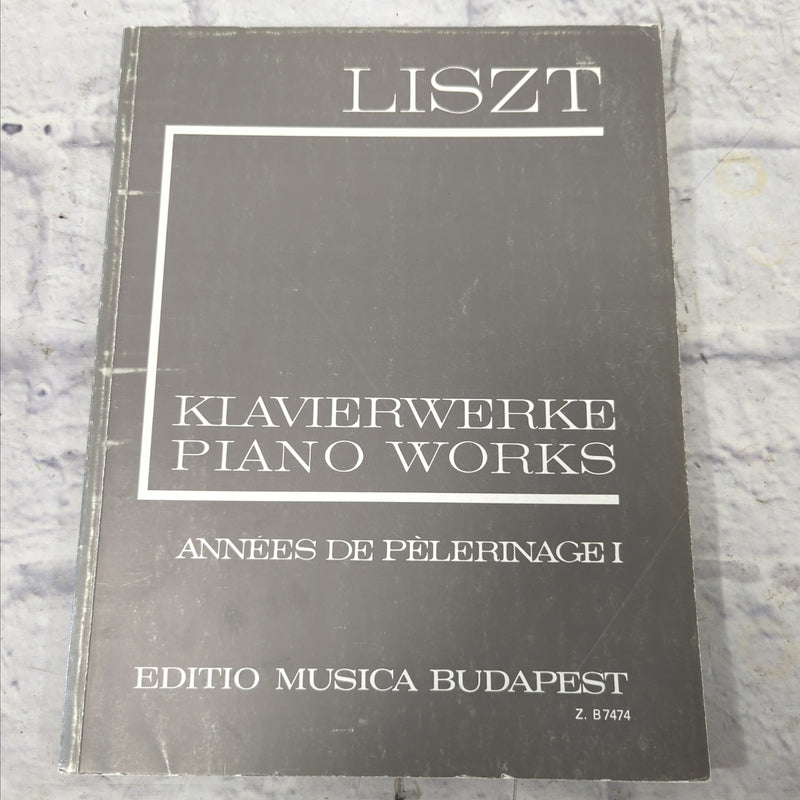 LISZT
KLAVIERWERKE
PIANO WORKS
ANNÉES DE PÈLERINAGE I
EDITIO MUSICA BUDAPEST
Z. B7474